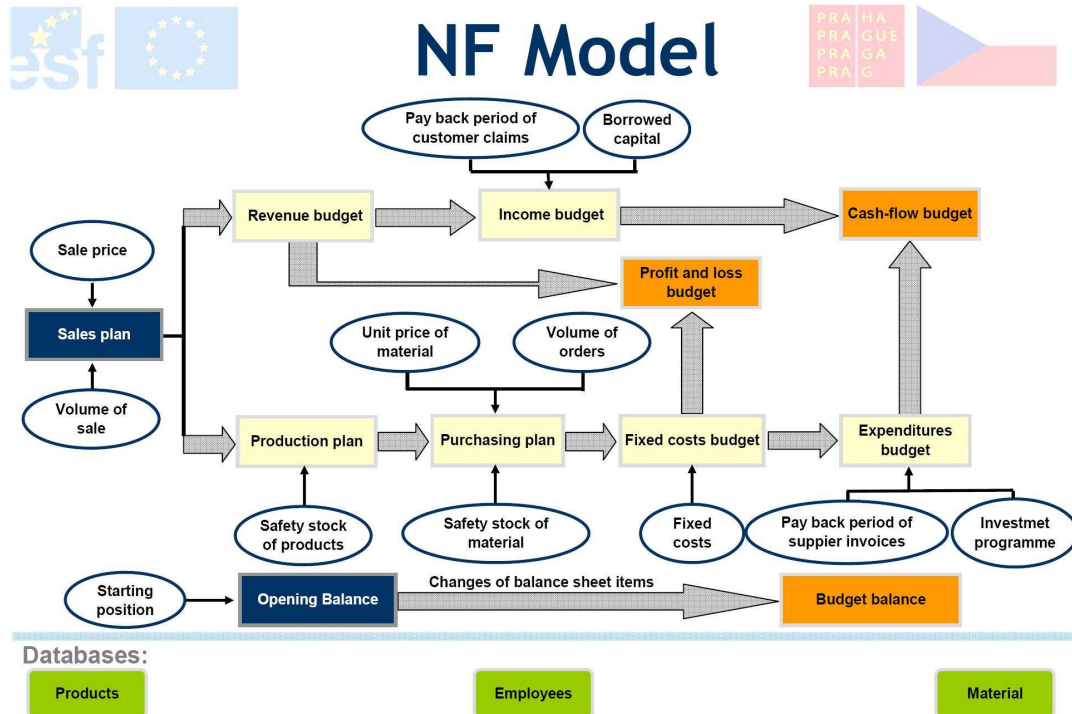 esf
NF Model
PRA HA
PRA GUE
PRA GA
PRA G
Pay back period of
customer claims
Borrowed
capital
Revenue budget
Income budget
Cash-flow budget
Sale price
Profit and loss
budget
Sales plan
Unit price of
material
Volume of
orders
Volume of
sale
Production plan
Purchasing plan
Fixed costs budget
Expenditures
budget
Safety stock
of products
Safety stock of
material
Fixed
costs
Pay back period of
suppier invoices
Investmet
programme
Starting
position
Opening Balance
Changes of balance sheet items
Budget balance
Databases:
Products
Employees
Material